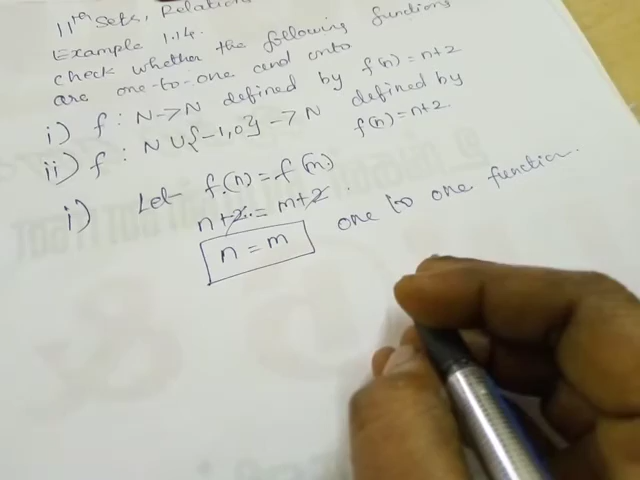 11th Sets, Relation
Example 1.14.
check whether the following functions
are one-to-one and onto
i) f : N → N defined by f(n) = n+2
ii) f : N ∪ {-1,0} → N defined by
f(n) = n+2.
i) Let f(n) = f(m)
n+2 = m+2.
n = m
one to one function.